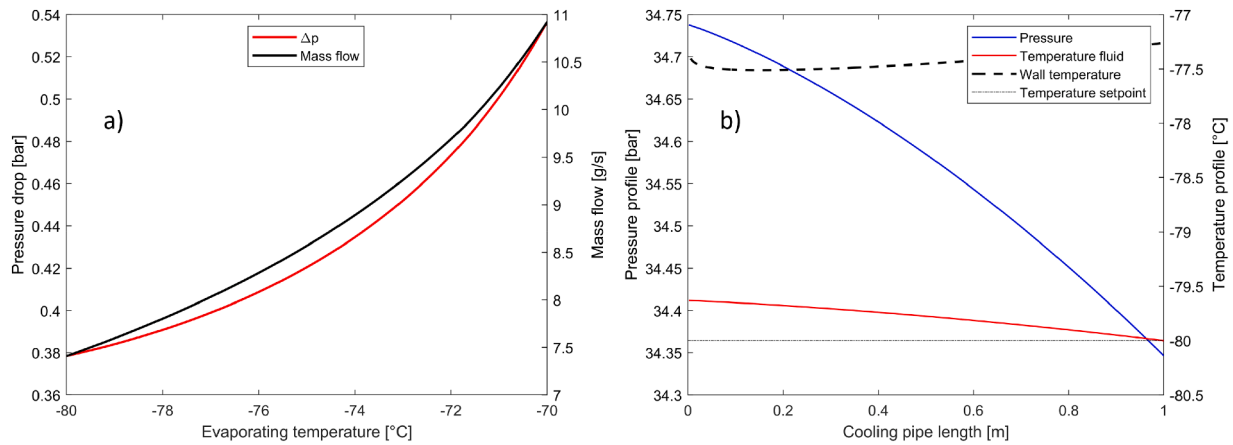 0.54
0.52
0.5
0.48
0.46
0.44
0.42
0.4
0.38
0.36
Pressure drop [bar]
a)
Δp
Mass flow
11
10.5
10
9.5
9
8.5
8
7.5
7
Mass flow [g/s]
-80 -78 -76 -74 -72 -70
Evaporating temperature [°C]
34.75
34.7
34.65
34.6
34.55
34.5
34.45
34.4
34.35
34.3
Pressure profile [bar]
b)
Pressure
Temperature fluid
Wall temperature
Temperature setpoint
-77
-77.5
-78
-78.5
-79
-79.5
-80
-80.5
Temperature profile [°C]
0 0.2 0.4 0.6 0.8 1
Cooling pipe length [m]